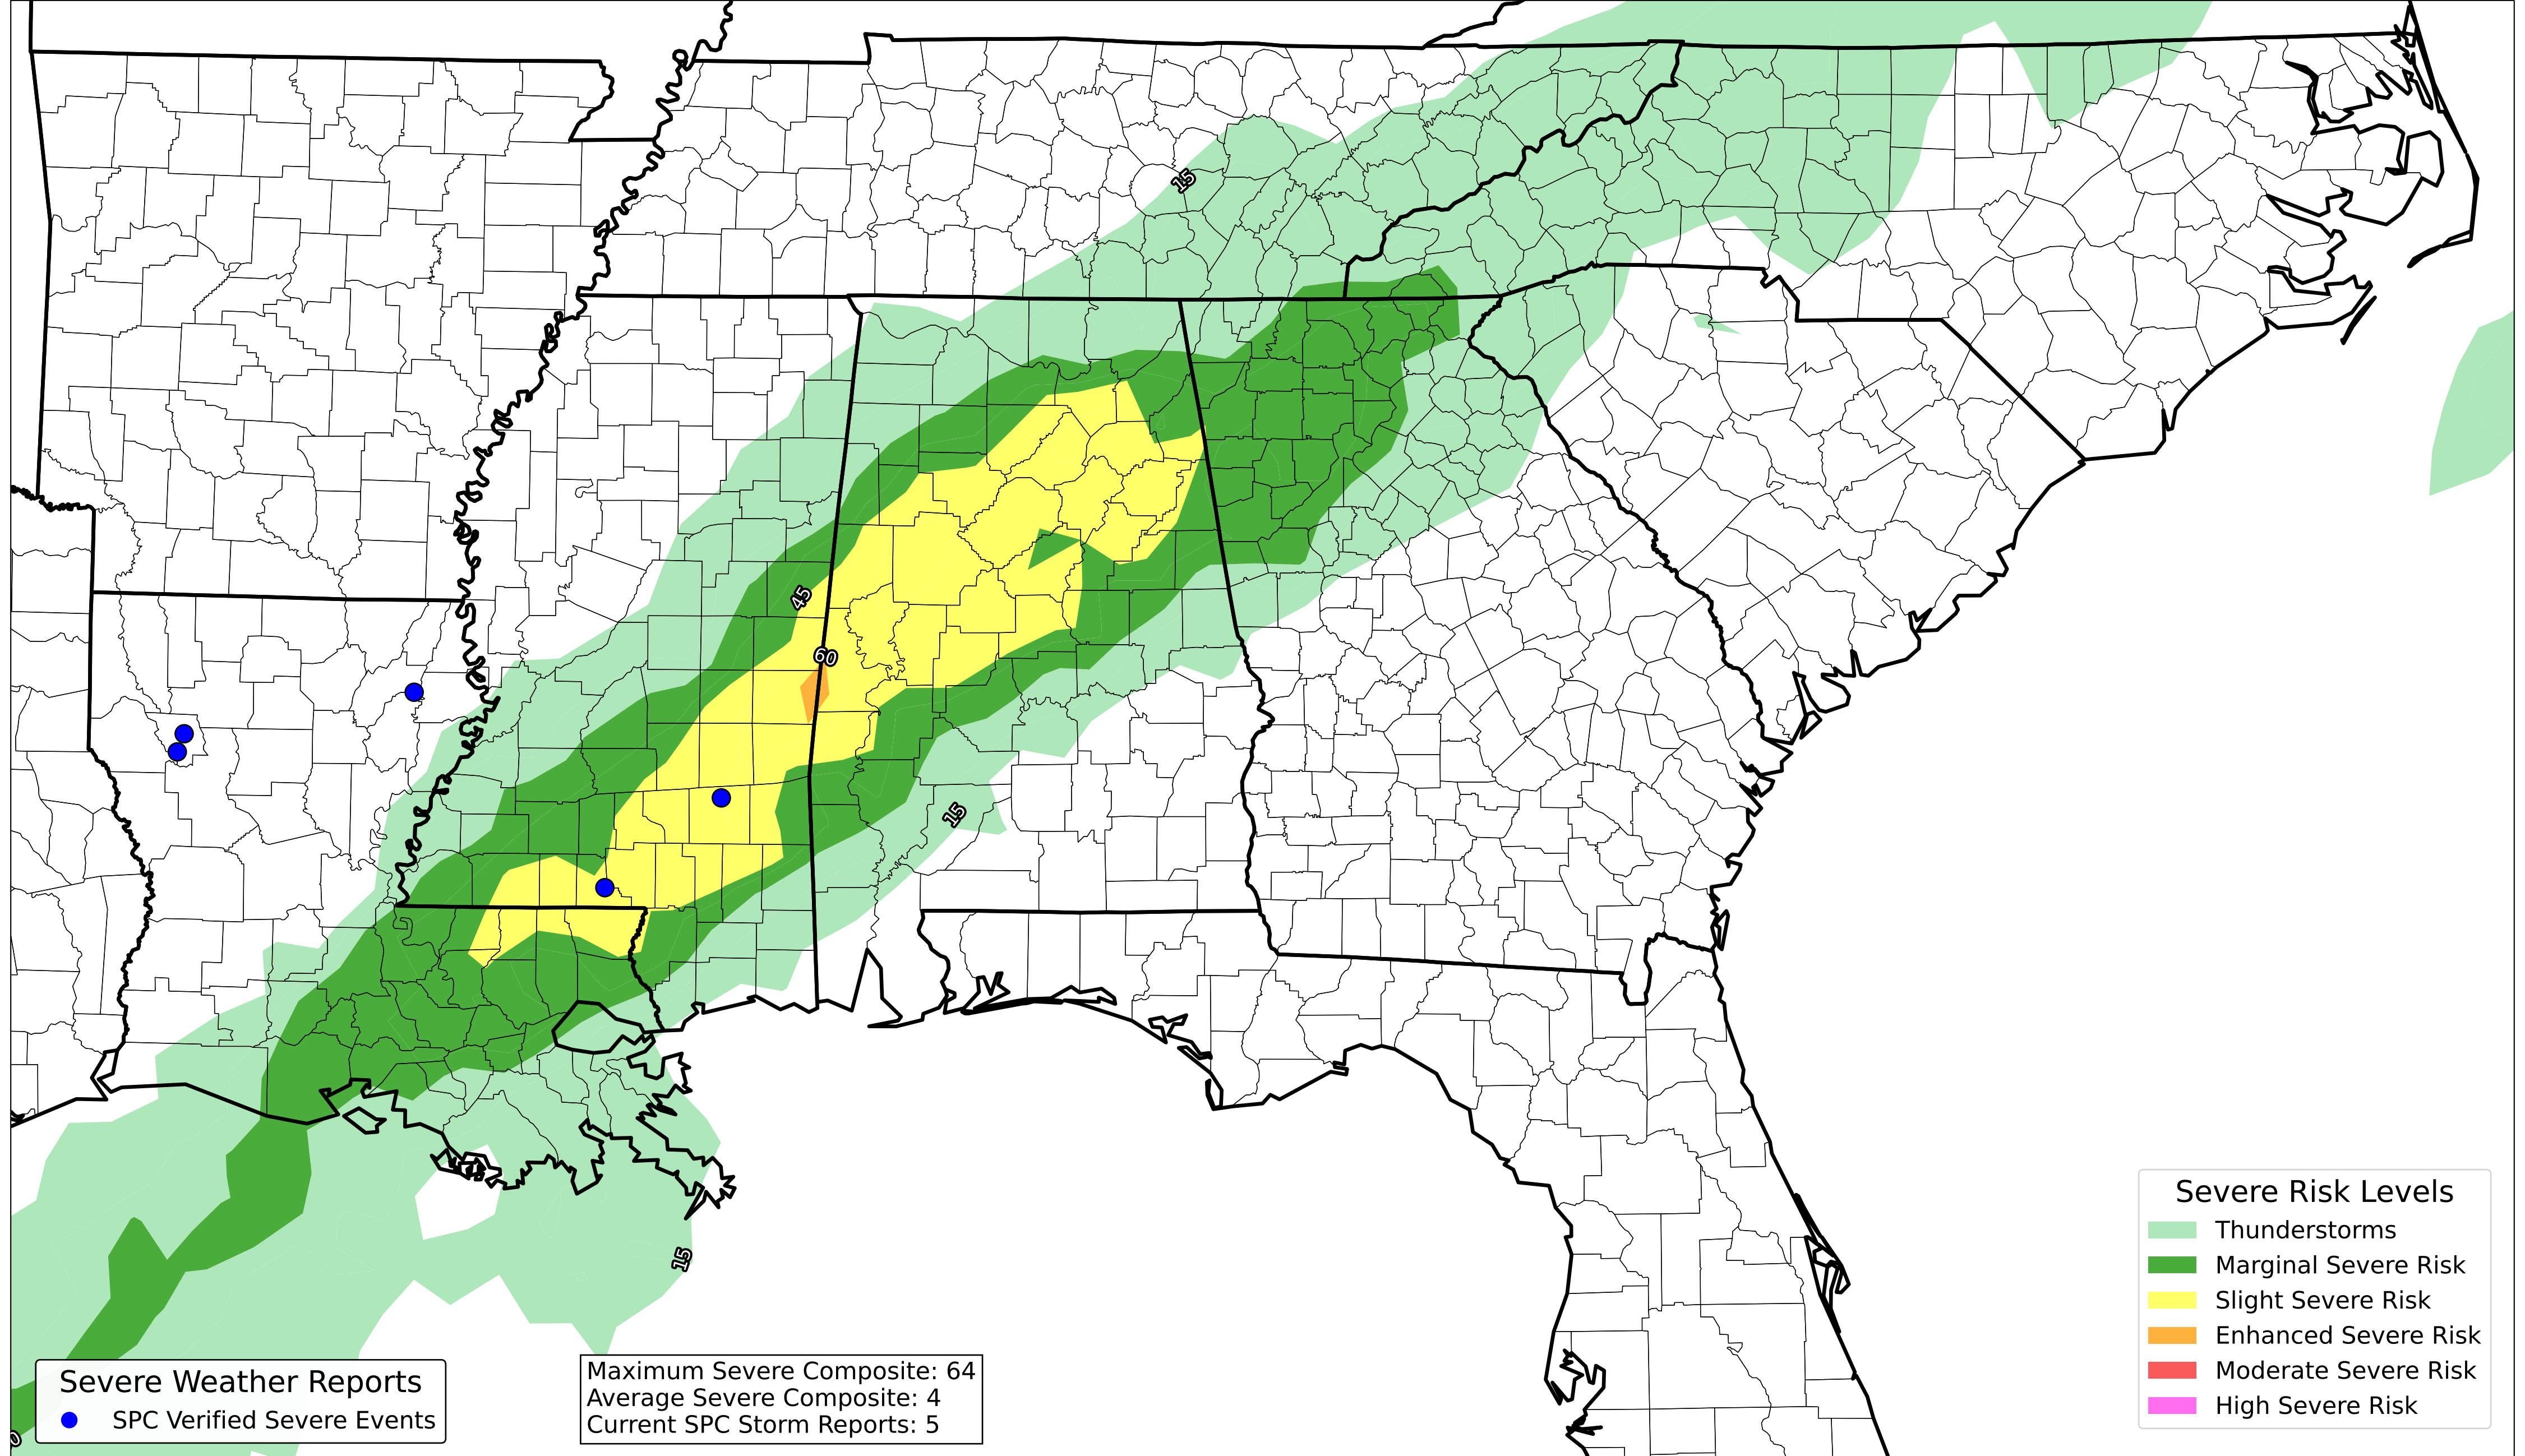 15
45
60
15
15
Severe Weather Reports
SPC Verified Severe Events
Maximum Severe Composite: 64
Average Severe Composite: 4
Current SPC Storm Reports: 5
Severe Risk Levels
Thunderstorms
Marginal Severe Risk
Slight Severe Risk
Enhanced Severe Risk
Moderate Severe Risk
High Severe Risk